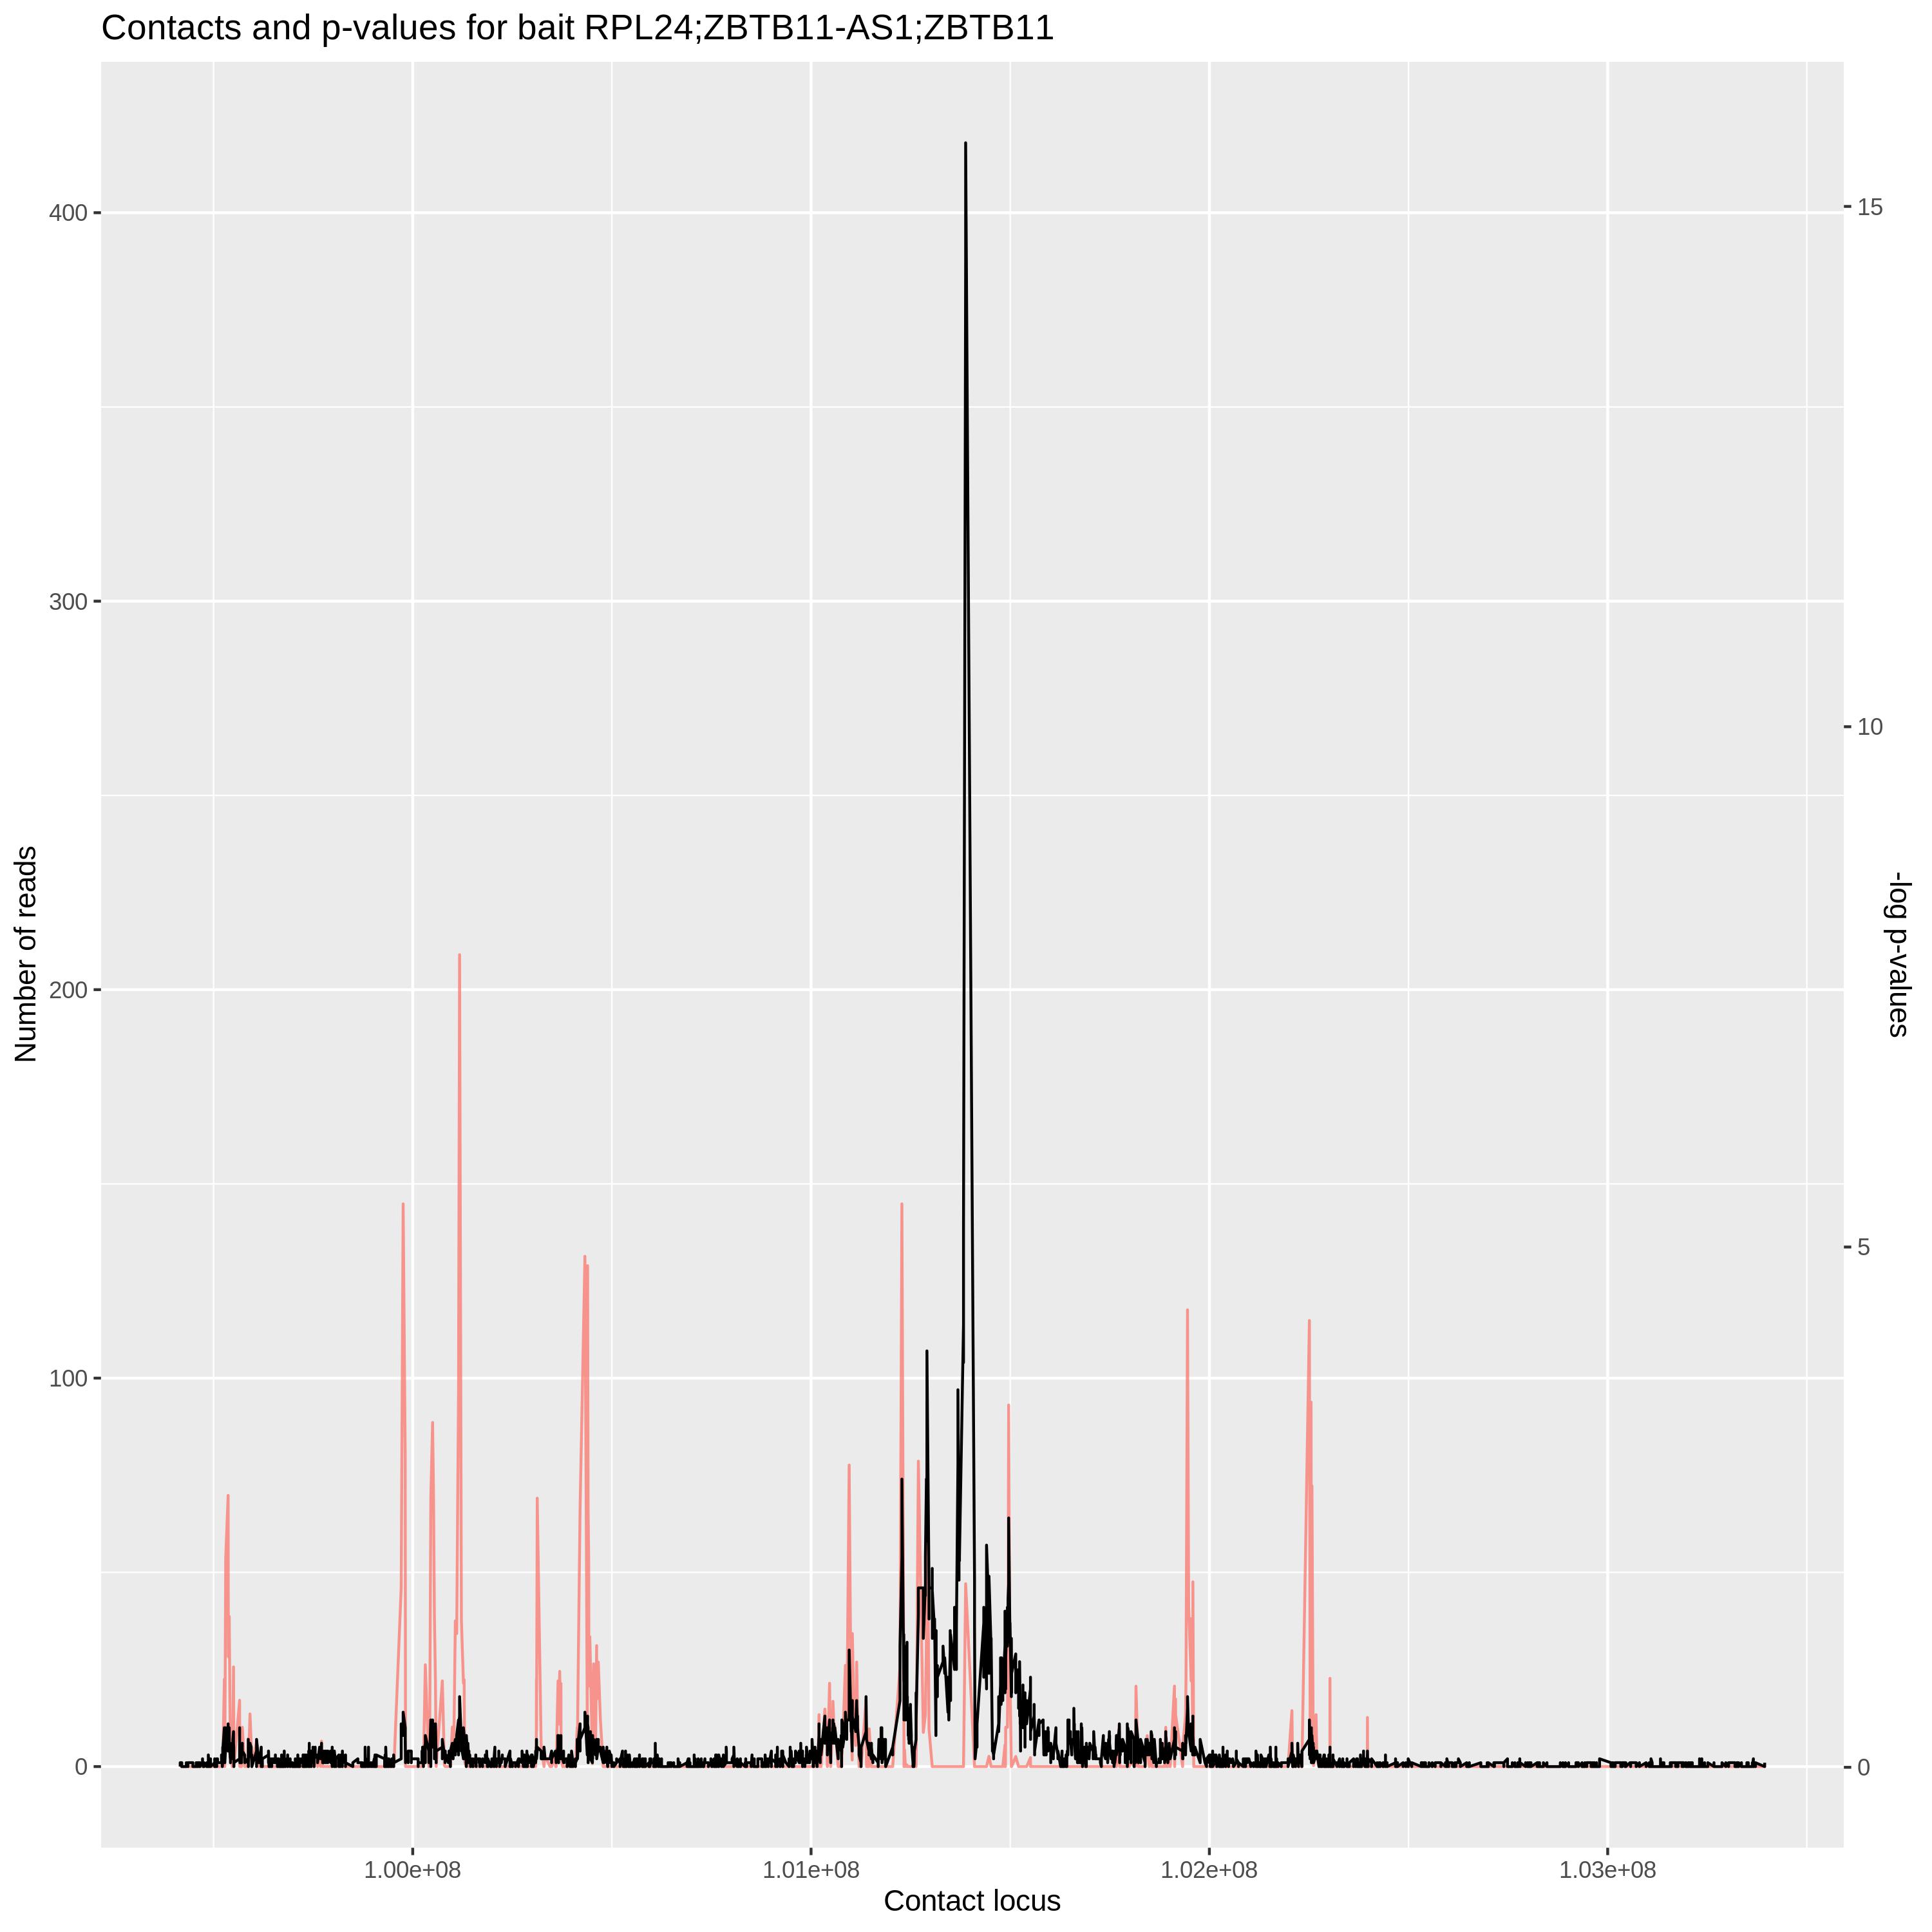 Contacts and p-values for bait RPL24;ZBTB11-AS1;ZBTB11
Number of reads
400
300
200
100
0
15
10
5
0
-log p-values
1.00e+08
1.01e+08
1.02e+08
1.03e+08
Contact locus